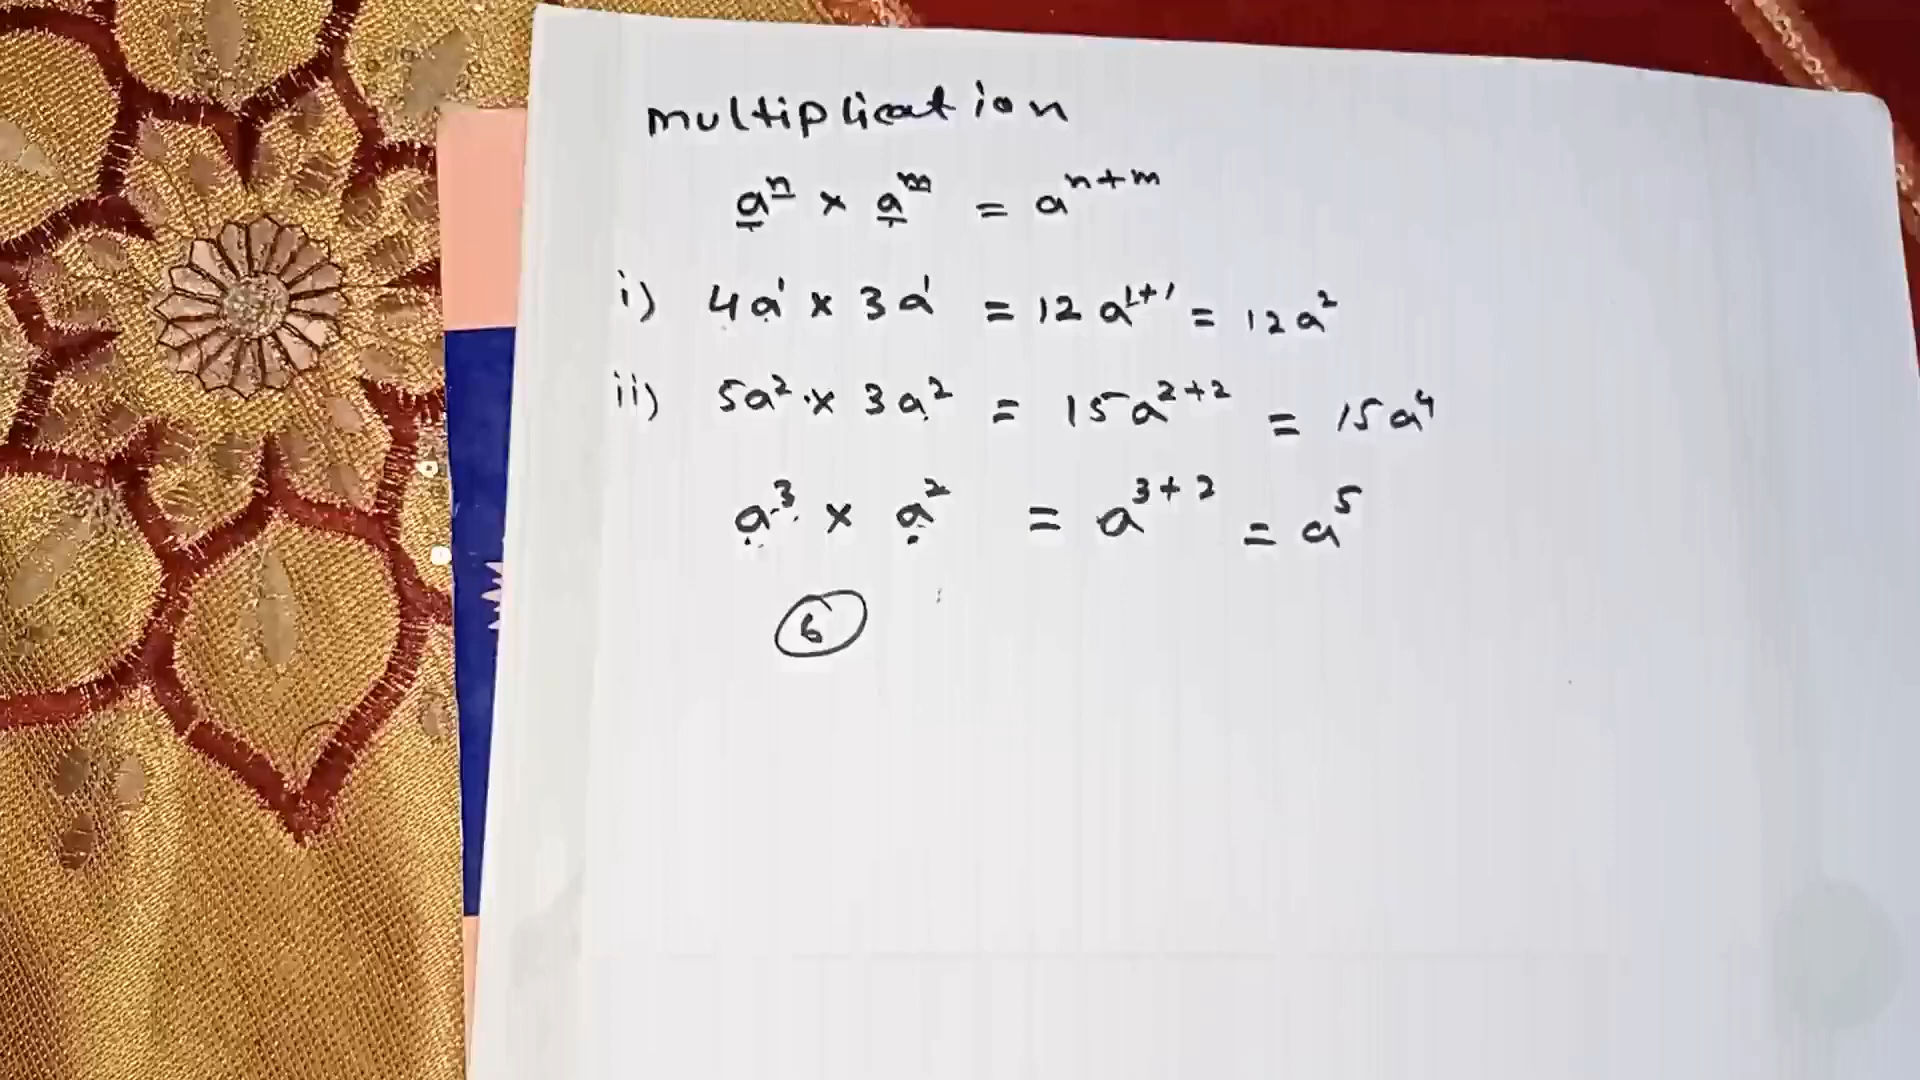 multiplication
aⁿ × aᵐ = aⁿ⁺ᵐ
i) 4a¹ × 3a¹ = 12a¹⁺¹ = 12a²
ii) 5a² × 3a² = 15a²⁺² = 15a⁴
a³ × a² = a³⁺² = a⁵
6